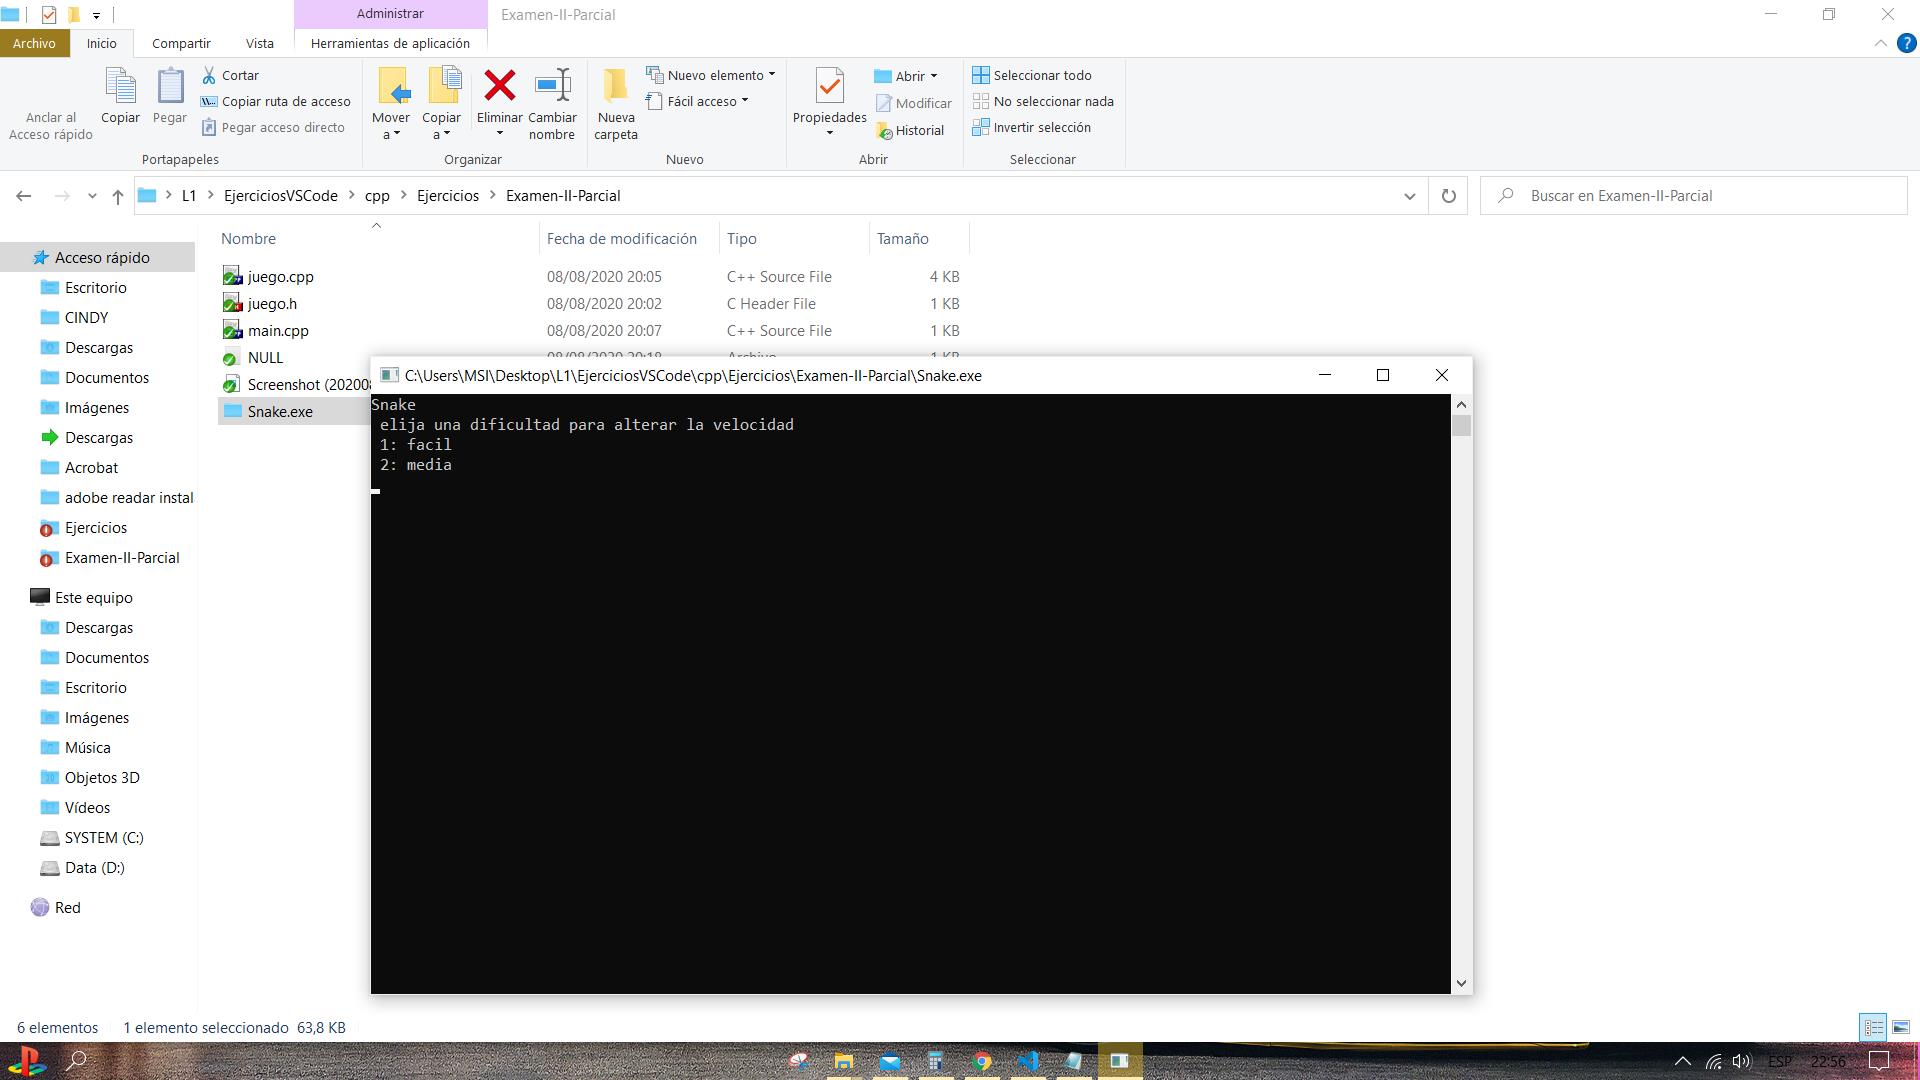 Administrar
Examen-II-Parcial
Archivo
Inicio
Compartir
Vista
Herramientas de aplicación
Anclar al
Acceso rápido
Copiar
Pegar
Cortar
Copiar ruta de acceso
Pegar acceso directo
Portapapeles
Mover
a
Copiar
a
Eliminar
Cambiar
nombre
Organizar
Nueva
carpeta
Nuevo elemento
Fácil acceso
Nuevo
Propiedades
Abrir
Modificar
Historial
Abrir
Seleccionar todo
No seleccionar nada
Invertir selección
Seleccionar
L1 > EjerciciosVSCode > cpp > Ejercicios > Examen-II-Parcial
Buscar en Examen-II-Parcial
Nombre Fecha de modificación Tipo Tamaño
juego.cpp 08/08/2020 20:05 C++ Source File 4 KB
juego.h 08/08/2020 20:02 C Header File 1 KB
main.cpp 08/08/2020 20:07 C++ Source File 1 KB
NULL 08/08/2020 20:18 Archivo 1 KB
Screenshot (20200
Snake.exe
Acceso rápido
Escritorio
CINDY
Descargas
Documentos
Imágenes
Descargas
Acrobat
adobe readar instal
Ejercicios
Examen-II-Parcial
Este equipo
Descargas
Documentos
Escritorio
Imágenes
Música
Objetos 3D
Vídeos
SYSTEM (C:)
Data (D:)
Red
C:\Users\MSI\Desktop\L1\EjerciciosVSCode\cpp\Ejercicios\Examen-II-Parcial\Snake.exe
Snake
elija una dificultad para alterar la velocidad
1: facil
2: media
6 elementos 1 elemento seleccionado 63,8 KB
ESP 22:56